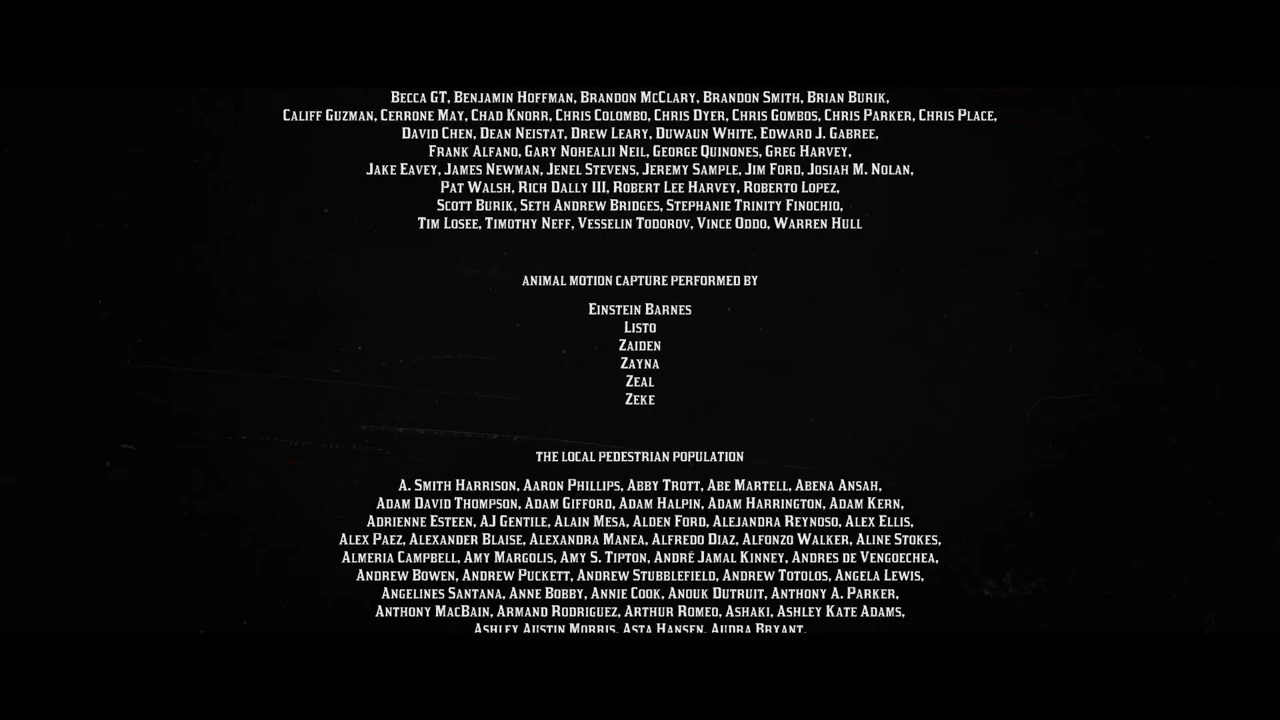 Becca GT, Benjamin Hoffman, Brandon McClary, Brandon Smith, Brian Burik,
Califf Guzman, Cerrone May, Chad Knorr, Chris Colombo, Chris Dyer, Chris Gombos, Chris Parker, Chris Place,
David Chen, Dean Neistat, Drew Leary, Duwaun White, Edward J. Gabree,
Frank Alfano, Gary Nohealii Neil, George Quinones, Greg Harvey,
Jake Eavey, James Newman, Jenel Stevens, Jeremy Sample, Jim Ford, Josiah M. Nolan,
Pat Walsh, Rich Dally III, Robert Lee Harvey, Roberto Lopez,
Scott Burik, Seth Andrew Bridges, Stephanie Trinity Finochio,
Tim Losee, Timothy Neff, Vesselin Todorov, Vince Oddo, Warren Hull
ANIMAL MOTION CAPTURE PERFORMED BY
Einstein Barnes
Listo
Zaiden
Zayna
Zeal
Zeke
THE LOCAL PEDESTRIAN POPULATION
A. Smith Harrison, Aaron Phillips, Abby Trott, Abe Martell, Abena Ansah,
Adam David Thompson, Adam Gifford, Adam Halpin, Adam Harrington, Adam Kern,
Adrienne Esteen, AJ Gentile, Alain Mesa, Alden Ford, Alejandra Reynoso, Alex Ellis,
Alex Paez, Alexander Blaise, Alexandra Manea, Alfredo Diaz, Alfonzo Walker, Aline Stokes,
Almeria Campbell, Amy Margolis, Amy S. Tipton, André Jamal Kinney, Andres de Vengoechea,
Andrew Bowen, Andrew Puckett, Andrew Stubblefield, Andrew Totolos, Angela Lewis,
Angelines Santana, Anne Bobby, Annie Cook, Anouk Dutruit, Anthony A. Parker,
Anthony MacBain, Armand Rodriguez, Arthur Romeo, Ashaki, Ashley Kate Adams,
Ashley Austin Morris, Asta Hansen, Audra Bryant,